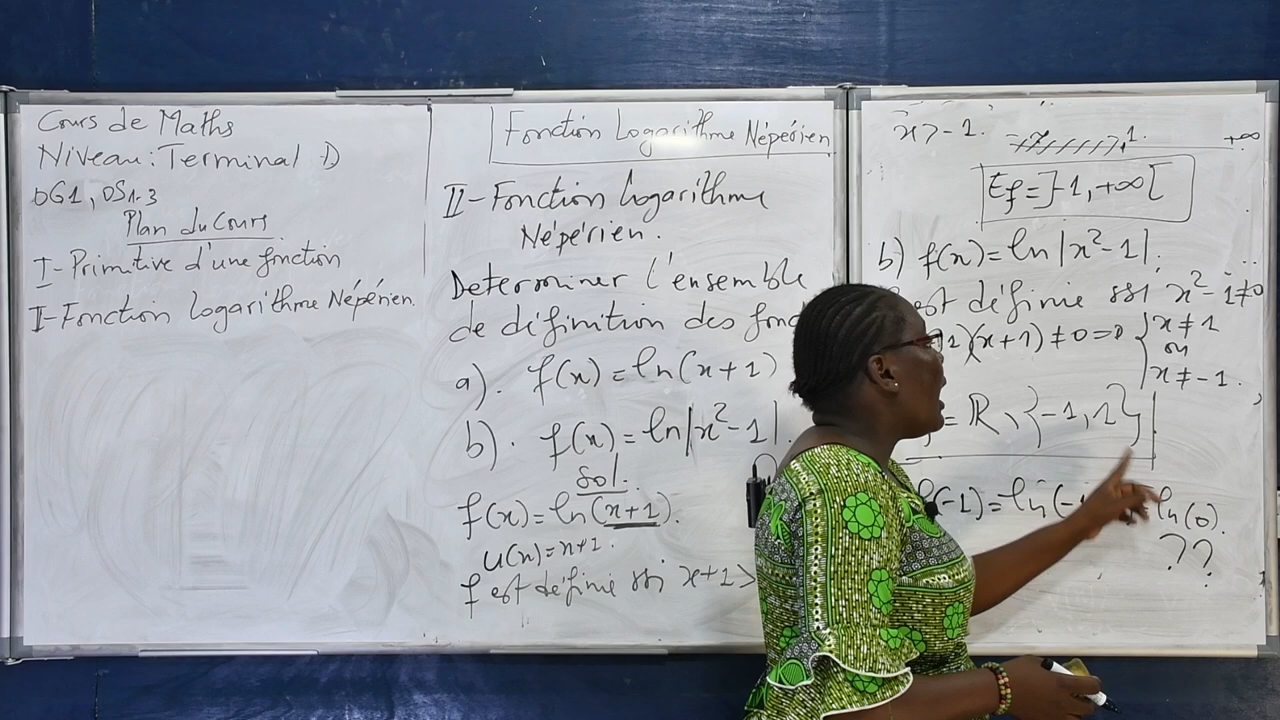 Cours de Maths
Niveau : Terminal D
OG1, OS1.3
Plan du Cours
I- Primitive d'une fonction
II- Fonction Logarithme Népérien.
Fonction Logarithme Népérien
II- Fonction logarithme
Népérien.
Determiner l'ensemble
de définition des fonc
a). f(x) = ln(x+1)
b). f(x) = ln|x²-1|.
sol.
f(x) = ln(x+1).
U(x) = x+1.
f est définie ssi x+1>
x>-1.
-1 +∞
Ef = ]-1, +∞[
b) f(x) = ln|x²-1|.
est définie ssi x²-1≠0
1)(x+1) ≠ 0 => { x ≠ 1
ou
x ≠ -1.
= ℝ \ {-1, 1}
f(-1) = ln(-1 ln(0).
??